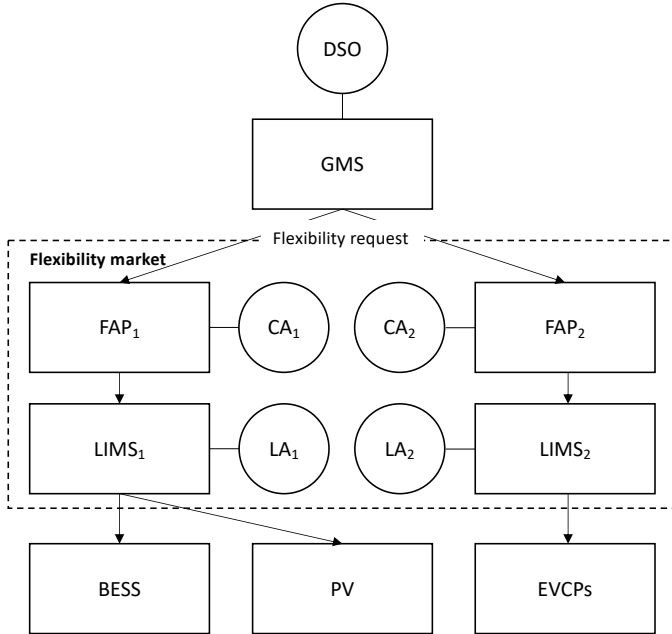 DSO
GMS
Flexibility request
Flexibility market
FAP₁
CA₁
CA₂
FAP₂
LIMS₁
LA₁
LA₂
LIMS₂
BESS
PV
EVCPs